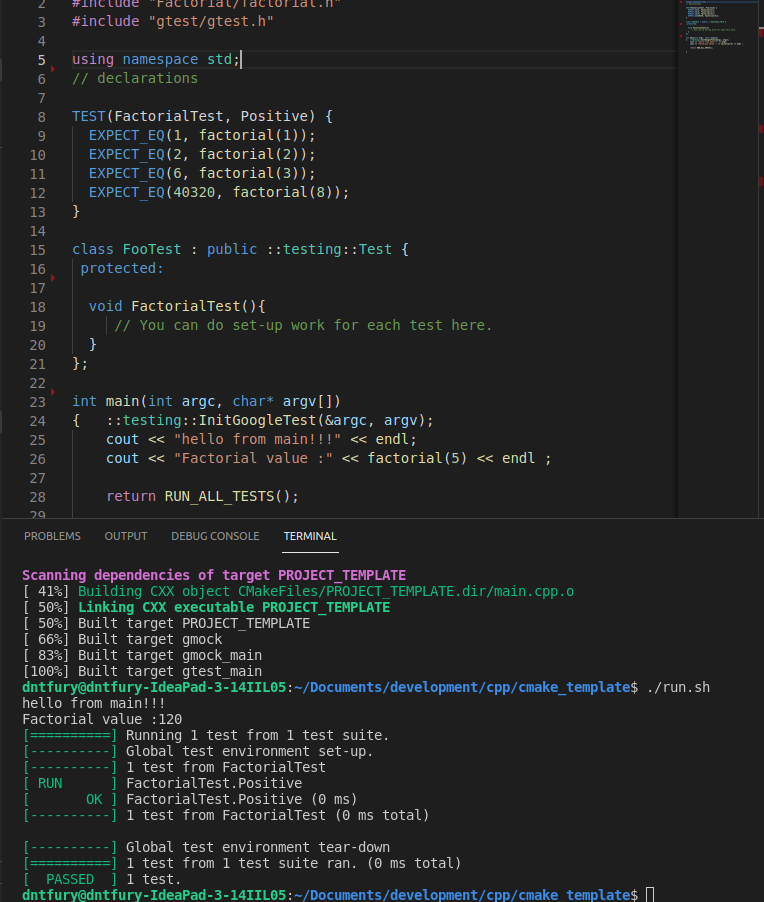 2 #include "Factorial/factorial.h"
3 #include "gtest/gtest.h"
4
5 using namespace std;
6 // declarations
7
8 TEST(FactorialTest, Positive) {
9   EXPECT_EQ(1, factorial(1));
10   EXPECT_EQ(2, factorial(2));
11   EXPECT_EQ(6, factorial(3));
12   EXPECT_EQ(40320, factorial(8));
13 }
14
15 class FooTest : public ::testing::Test {
16  protected:
17
18   void FactorialTest(){
19      // You can do set-up work for each test here.
20   }
21 };
22
23 int main(int argc, char* argv[])
24 {   ::testing::InitGoogleTest(&argc, argv);
25     cout << "hello from main!!!" << endl;
26     cout << "Factorial value :" << factorial(5) << endl ;
27
28     return RUN_ALL_TESTS();
29
PROBLEMS OUTPUT DEBUG CONSOLE TERMINAL
Scanning dependencies of target PROJECT_TEMPLATE
[ 41%] Building CXX object CMakeFiles/PROJECT_TEMPLATE.dir/main.cpp.o
[ 50%] Linking CXX executable PROJECT_TEMPLATE
[ 50%] Built target PROJECT_TEMPLATE
[ 66%] Built target gmock
[ 83%] Built target gmock_main
[100%] Built target gtest_main
dntfury@dntfury-IdeaPad-3-14IIL05:~/Documents/development/cpp/cmake_template$ ./run.sh
hello from main!!!
Factorial value :120
[==========] Running 1 test from 1 test suite.
[----------] Global test environment set-up.
[----------] 1 test from FactorialTest
[ RUN      ] FactorialTest.Positive
[       OK ] FactorialTest.Positive (0 ms)
[----------] 1 test from FactorialTest (0 ms total)

[----------] Global test environment tear-down
[==========] 1 test from 1 test suite ran. (0 ms total)
[  PASSED  ] 1 test.
dntfury@dntfury-IdeaPad-3-14IIL05:~/Documents/development/cpp/cmake_template$